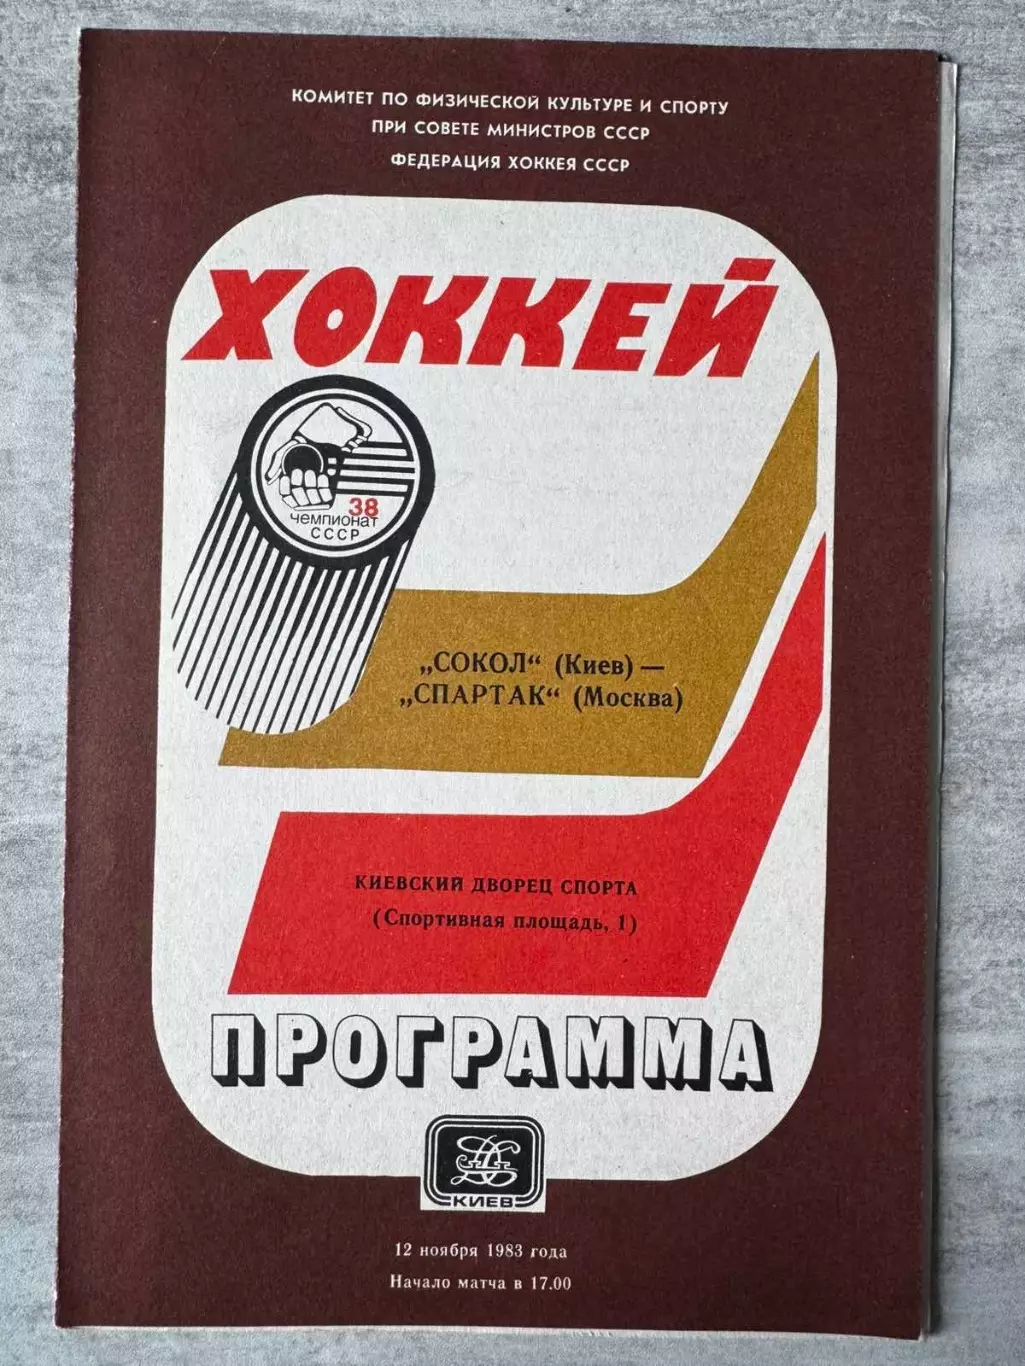 КОМИТЕТ ПО ФИЗИЧЕСКОЙ КУЛЬТУРЕ И СПОРТУ
ПРИ СОВЕТЕ МИНИСТРОВ СССР
ФЕДЕРАЦИЯ ХОККЕЯ СССР
ХОККЕЙ
38
чемпионат
СССР
„СОКОЛ“ (Киев) —
„СПАРТАК“ (Москва)
КИЕВСКИЙ ДВОРЕЦ СПОРТА
(Спортивная площадь, 1)
ПРОГРАММА
КИЕВ
12 ноября 1983 года
Начало матча в 17.00